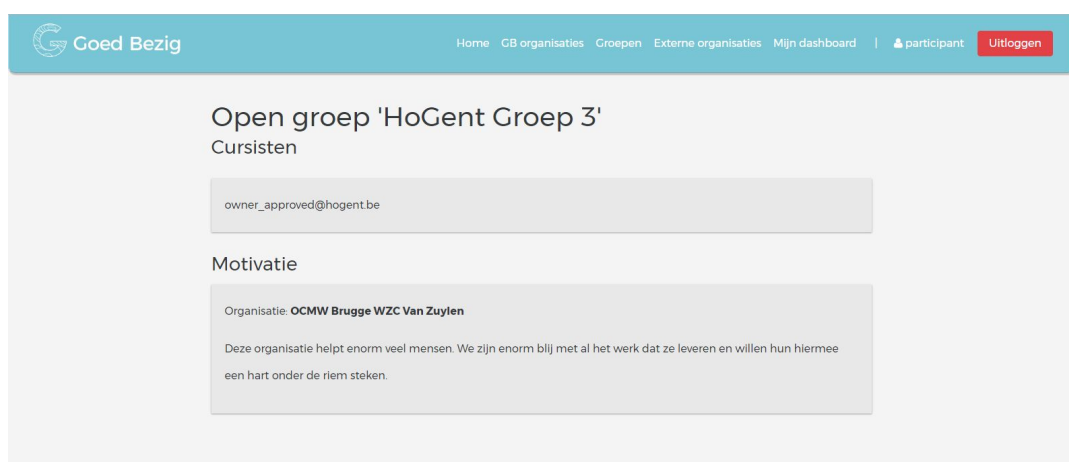 Goed Bezig
Home GB organisaties Groepen Externe organisaties Mijn dashboard | participant Uitloggen
Open groep 'HoGent Groep 3'
Cursisten
owner_approved@hogent.be
Motivatie
Organisatie: OCMW Brugge WZC Van Zuylen
Deze organisatie helpt enorm veel mensen. We zijn enorm blij met al het werk dat ze leveren en willen hun hiermee
een hart onder de riem steken.